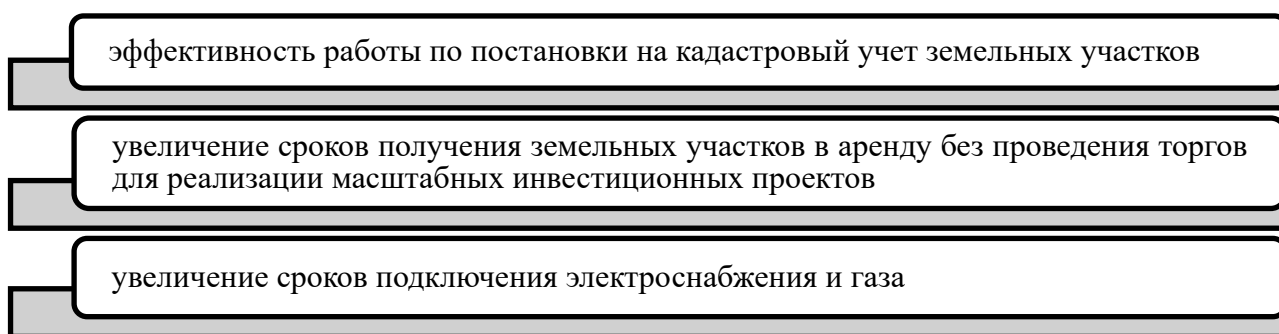 эффективность работы по постановки на кадастровый учет земельных участков
увеличение сроков получения земельных участков в аренду без проведения торгов
для реализации масштабных инвестиционных проектов
увеличение сроков подключения электроснабжения и газа